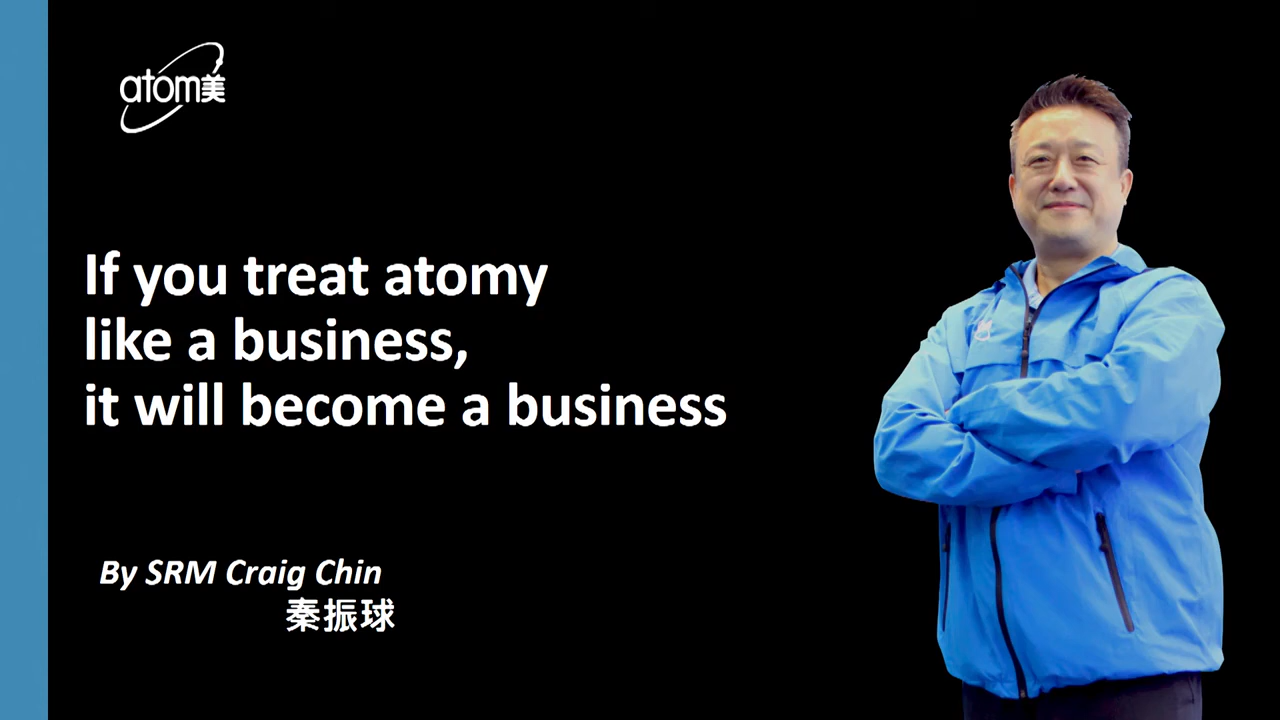 atom美
If you treat atomy
like a business,
it will become a business
By SRM Craig Chin
秦振球